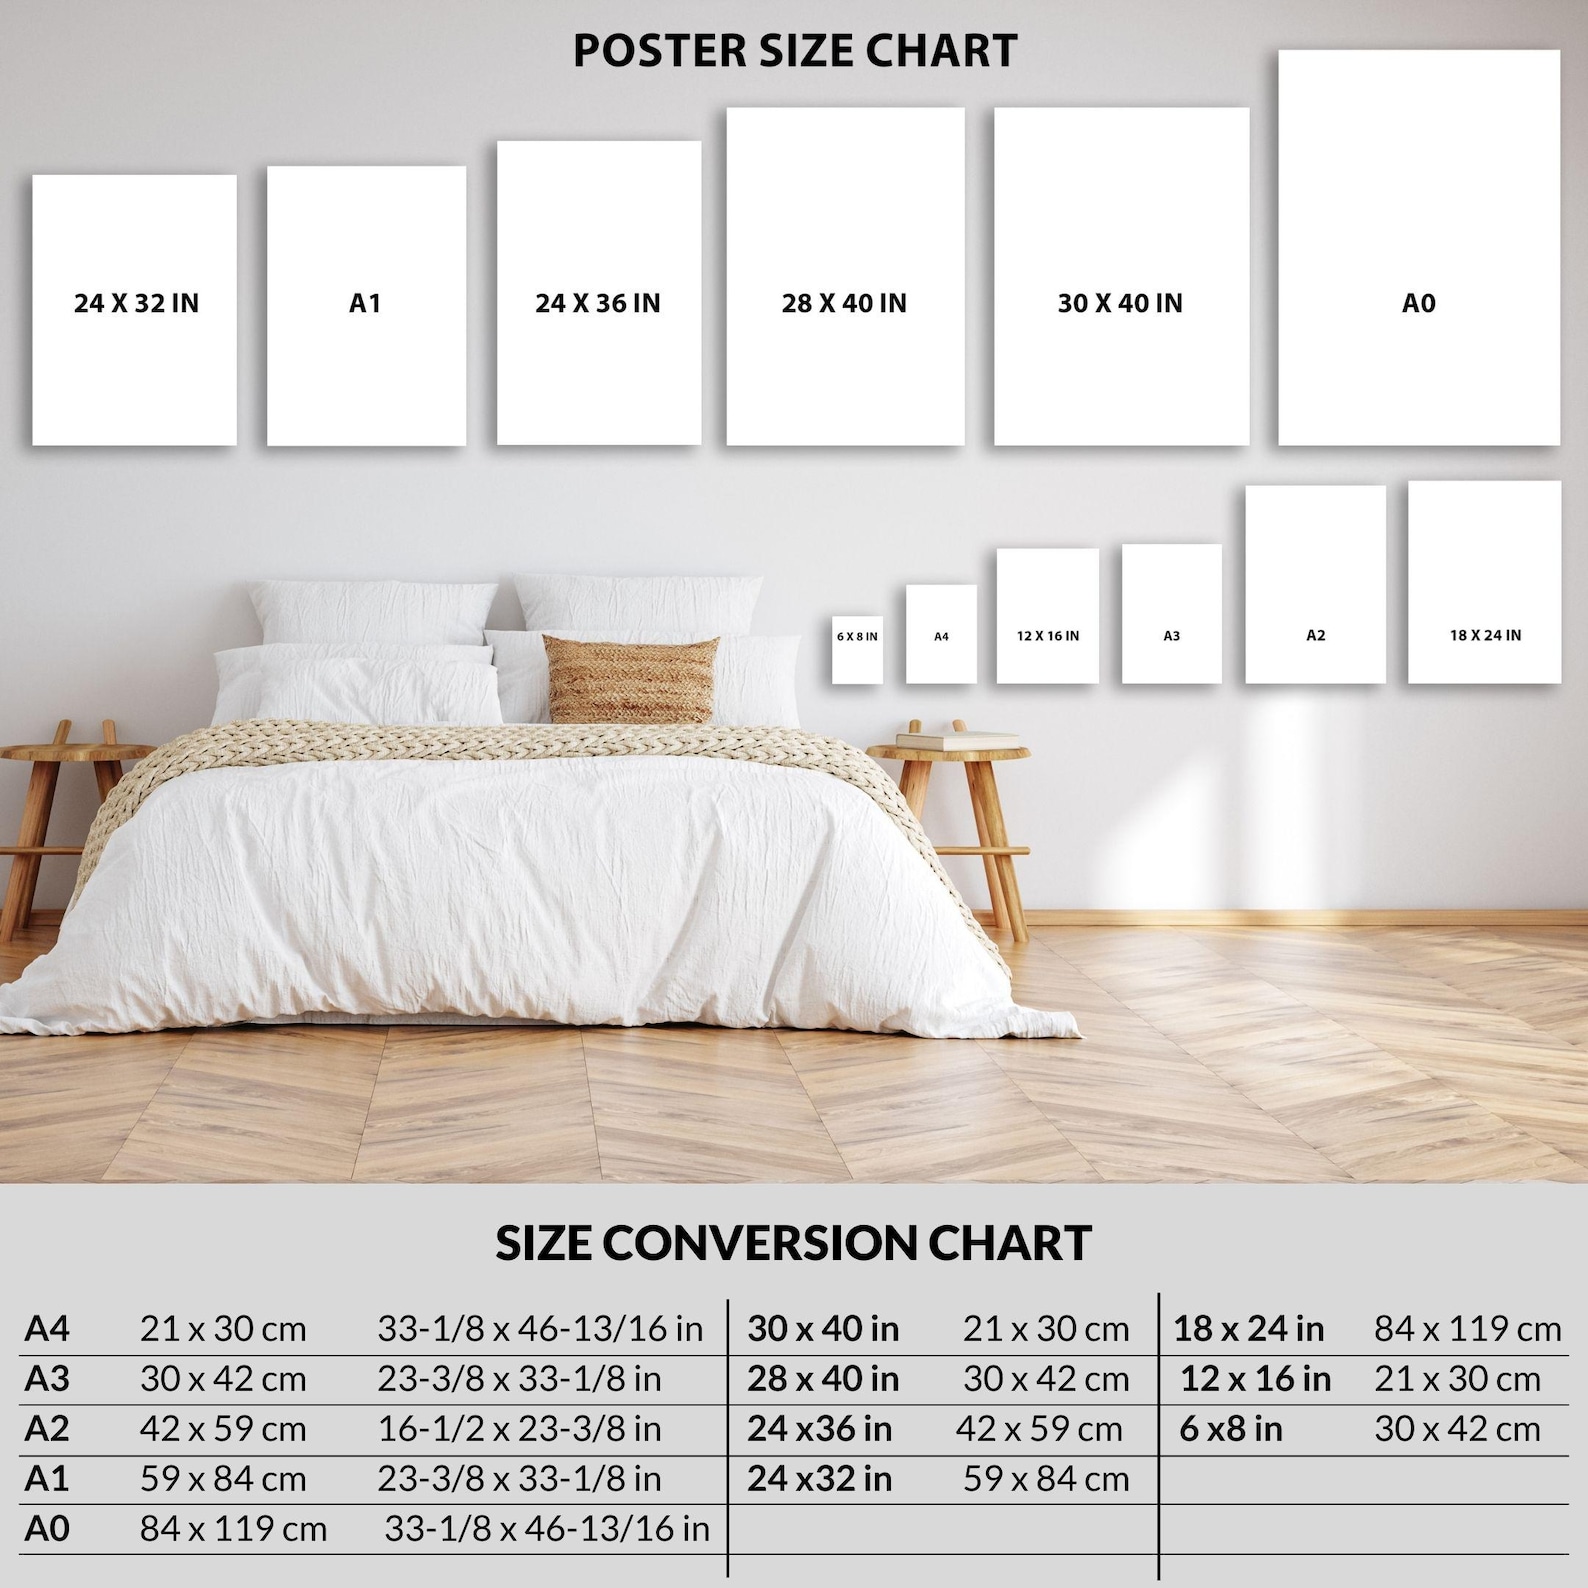 POSTER SIZE CHART
24 X 32 IN
A1
24 X 36 IN
28 X 40 IN
30 X 40 IN
A0
6 X 8 IN
A4
12 X 16 IN
A3
A2
18 X 24 IN
SIZE CONVERSION CHART
A4 21 x 30 cm 33-1/8 x 46-13/16 in 30 x 40 in 21 x 30 cm 18 x 24 in 84 x 119 cm
A3 30 x 42 cm 23-3/8 x 33-1/8 in 28 x 40 in 30 x 42 cm 12 x 16 in 21 x 30 cm
A2 42 x 59 cm 16-1/2 x 23-3/8 in 24 x36 in 42 x 59 cm 6 x8 in 30 x 42 cm
A1 59 x 84 cm 23-3/8 x 33-1/8 in 24 x32 in 59 x 84 cm
A0 84 x 119 cm 33-1/8 x 46-13/16 in